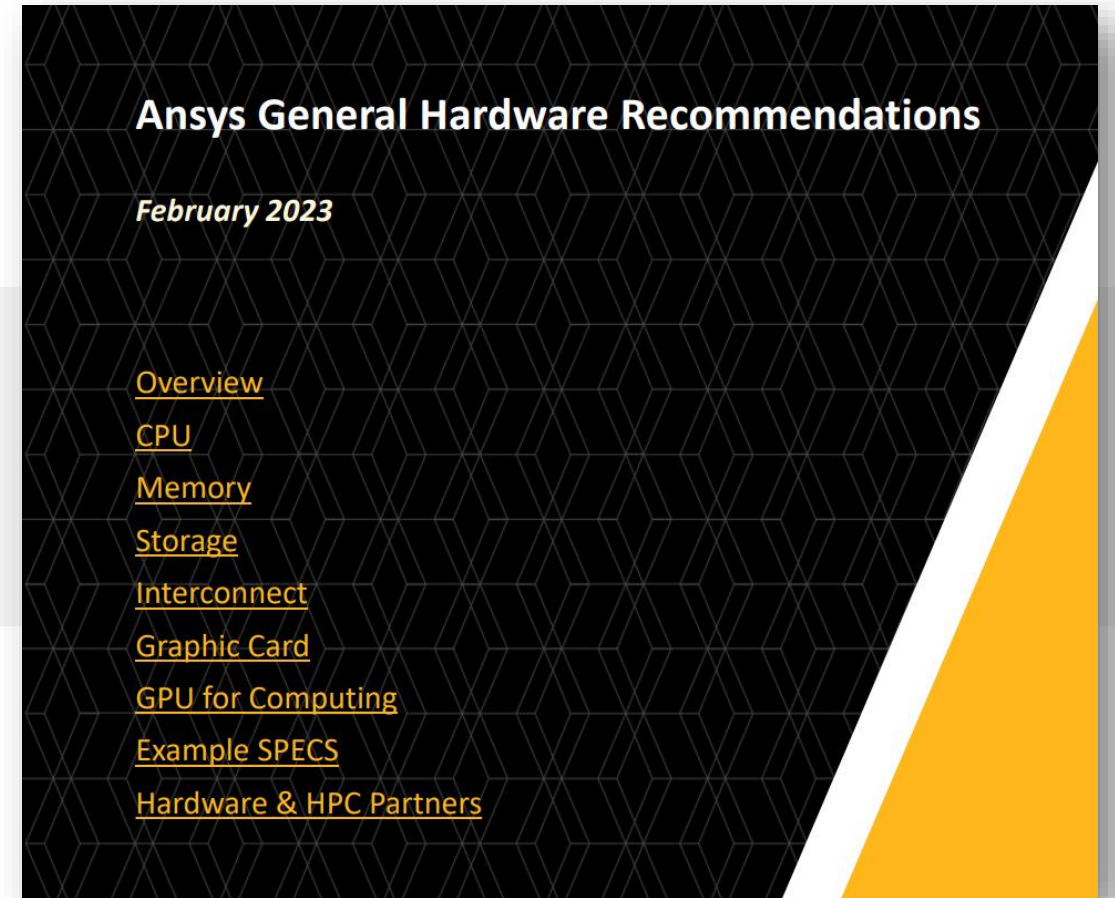 Ansys General Hardware Recommendations
February 2023
Overview
CPU
Memory
Storage
Interconnect
Graphic Card
GPU for Computing
Example SPECS
Hardware & HPC Partners